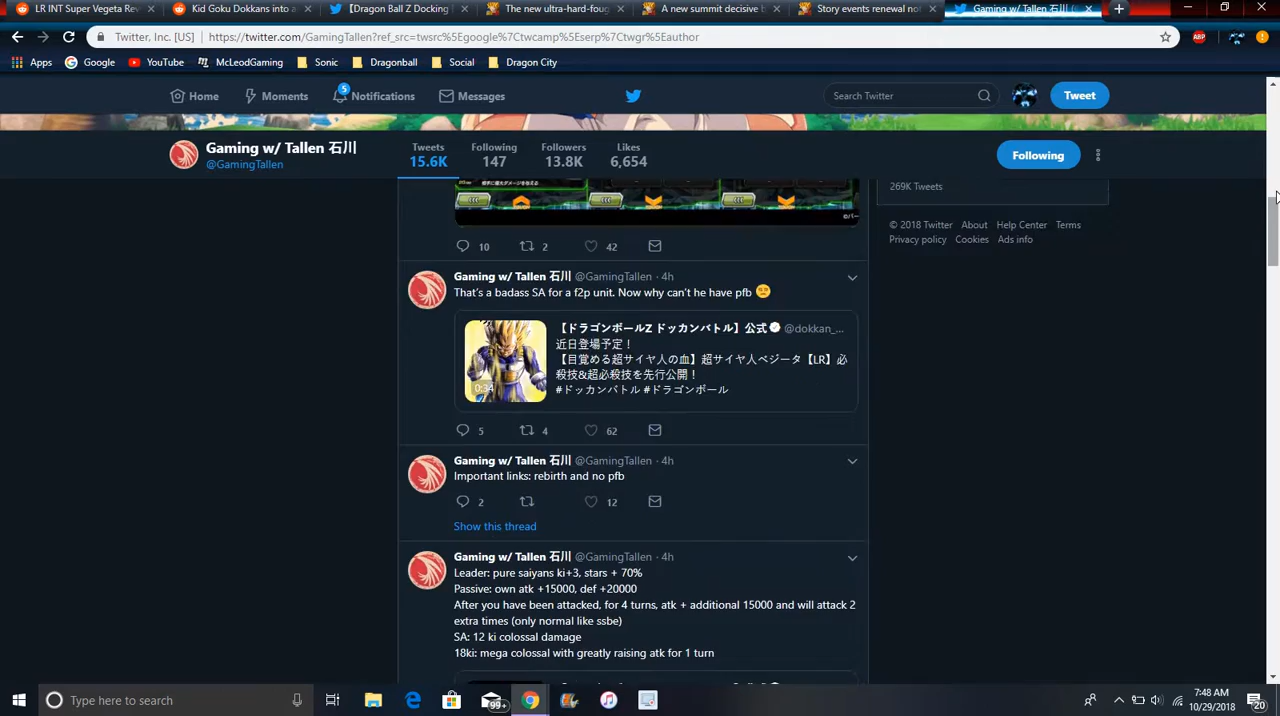 LR INT Super Vegeta Rev
Kid Goku Dokkans into a
【Dragon Ball Z Docking
The new ultra-hard-foug
A new summit decisive b
Story events renewal not
Gaming w/ Tallen 石川 (
Twitter, Inc. [US] https://twitter.com/GamingTallen?ref_src=twsrc%5Egoogle%7Ctwcamp%5Eserp%7Ctwgr%5Eauthor
ABP
Apps Google YouTube McLeodGaming Sonic Dragonball Social Dragon City
Home Moments 5 Notifications Messages Search Twitter Tweet
Gaming w/ Tallen 石川
@GamingTallen
Tweets Following Followers Likes
15.6K 147 13.8K 6,654
Following
269K Tweets
© 2018 Twitter About Help Center Terms
Privacy policy Cookies Ads info
10 2 42
Gaming w/ Tallen 石川 @GamingTallen · 4h
That's a badass SA for a f2p unit. Now why can't he have pfb
【ドラゴンボールZ ドッカンバトル】公式 @dokkan_...
近日登場予定！
【目覚める超サイヤ人の血】超サイヤ人ベジータ【LR】必
殺技&超必殺技を先行公開！
#ドッカンバトル #ドラゴンボール
0:34
5 4 62
Gaming w/ Tallen 石川 @GamingTallen · 4h
Important links: rebirth and no pfb
2 12
Show this thread
Gaming w/ Tallen 石川 @GamingTallen · 4h
Leader: pure saiyans ki+3, stars + 70%
Passive: own atk +15000, def +20000
After you have been attacked, for 4 turns, atk + additional 15000 and will attack 2
extra times (only normal like ssbe)
SA: 12 ki colossal damage
18ki: mega colossal with greatly raising atk for 1 turn
Type here to search
99+
7:48 AM
10/29/2018
20